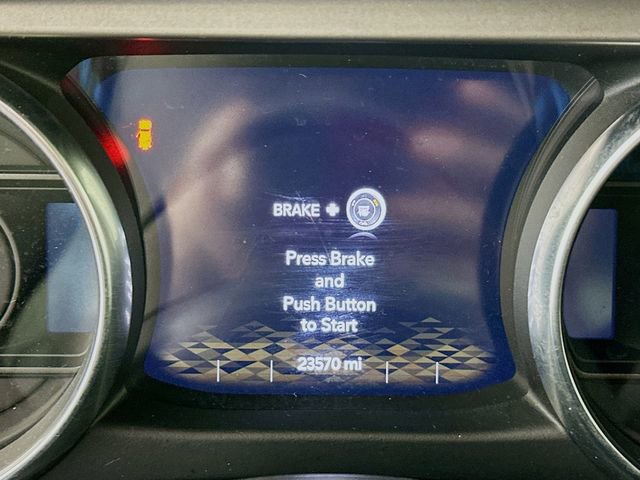 BRAKE +
Press Brake
and
Push Button
to Start
23570 mi